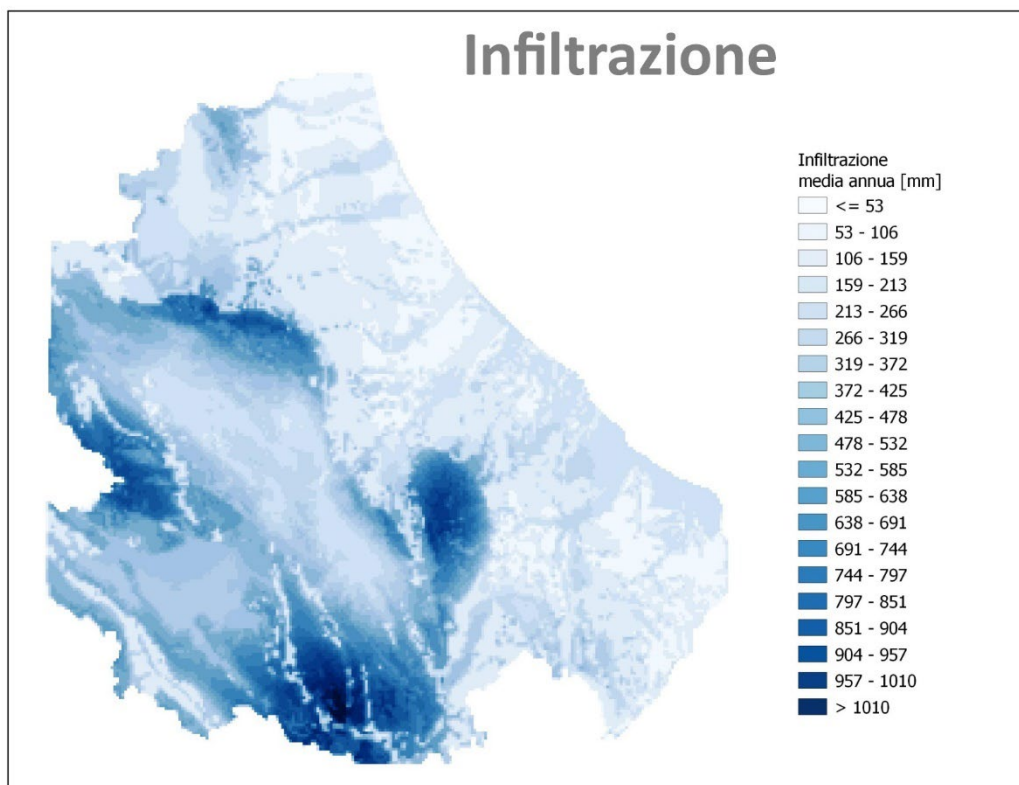 Infiltrazione
Infiltrazione
media annua [mm]
<= 53
53 - 106
106 - 159
159 - 213
213 - 266
266 - 319
319 - 372
372 - 425
425 - 478
478 - 532
532 - 585
585 - 638
638 - 691
691 - 744
744 - 797
797 - 851
851 - 904
904 - 957
957 - 1010
> 1010